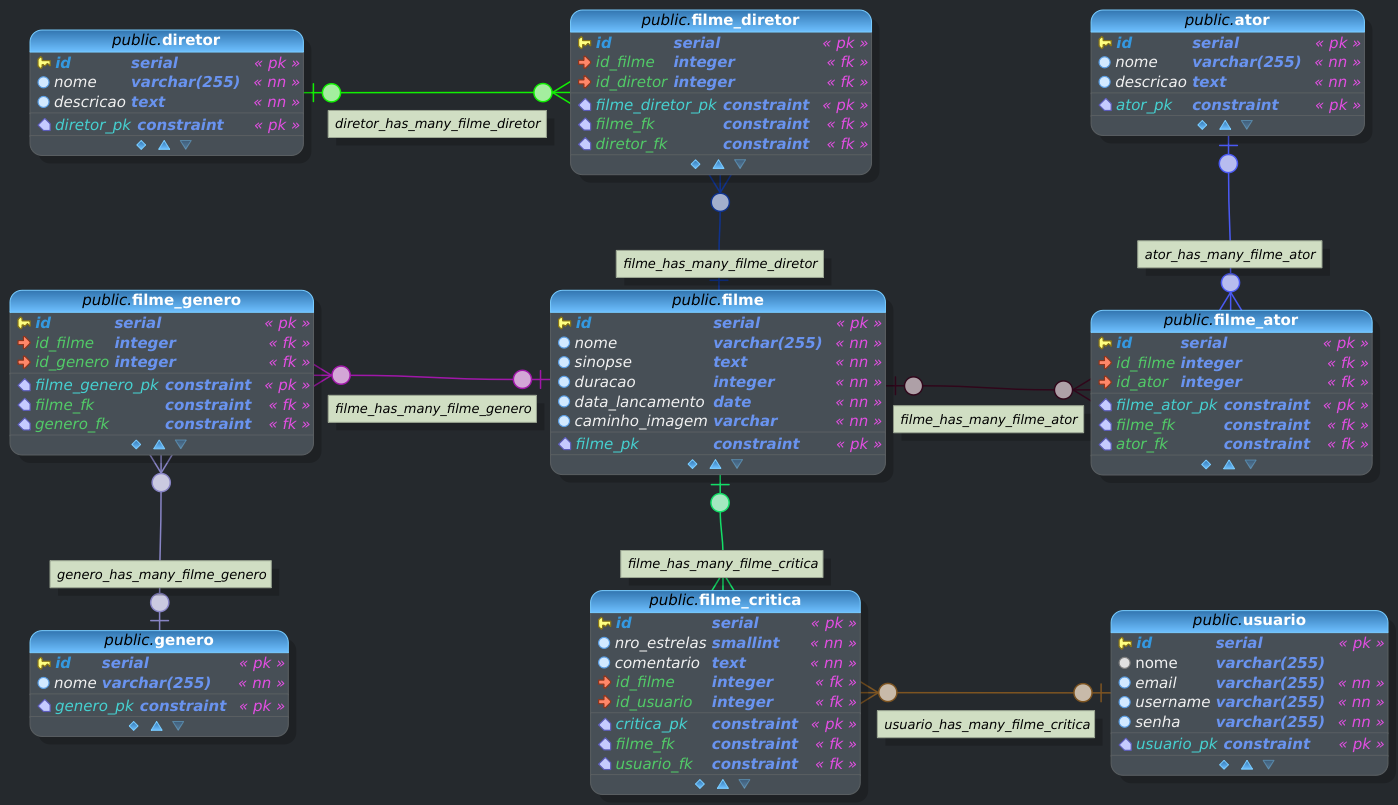 public.diretor
id serial « pk »
nome varchar(255) « nn »
descricao text « nn »
diretor_pk constraint « pk »
diretor_has_many_filme_diretor
public.filme_diretor
id serial « pk »
id_filme integer « fk »
id_diretor integer « fk »
filme_diretor_pk constraint « pk »
filme_fk constraint « fk »
diretor_fk constraint « fk »
public.ator
id serial « pk »
nome varchar(255) « nn »
descricao text « nn »
ator_pk constraint « pk »
filme_has_many_filme_diretor
ator_has_many_filme_ator
public.filme_genero
id serial « pk »
id_filme integer « fk »
id_genero integer « fk »
filme_genero_pk constraint « pk »
filme_fk constraint « fk »
genero_fk constraint « fk »
filme_has_many_filme_genero
public.filme
id serial « pk »
nome varchar(255) « nn »
sinopse text « nn »
duracao integer « nn »
data_lancamento date « nn »
caminho_imagem varchar « nn »
filme_pk constraint « pk »
filme_has_many_filme_ator
public.filme_ator
id serial « pk »
id_filme integer « fk »
id_ator integer « fk »
filme_ator_pk constraint « pk »
filme_fk constraint « fk »
ator_fk constraint « fk »
genero_has_many_filme_genero
filme_has_many_filme_critica
public.genero
id serial « pk »
nome varchar(255) « nn »
genero_pk constraint « pk »
public.filme_critica
id serial « pk »
nro_estrelas smallint « nn »
comentario text « nn »
id_filme integer « fk »
id_usuario integer « fk »
critica_pk constraint « pk »
filme_fk constraint « fk »
usuario_fk constraint « fk »
usuario_has_many_filme_critica
public.usuario
id serial « pk »
nome varchar(255)
email varchar(255) « nn »
username varchar(255) « nn »
senha varchar(255) « nn »
usuario_pk constraint « pk »